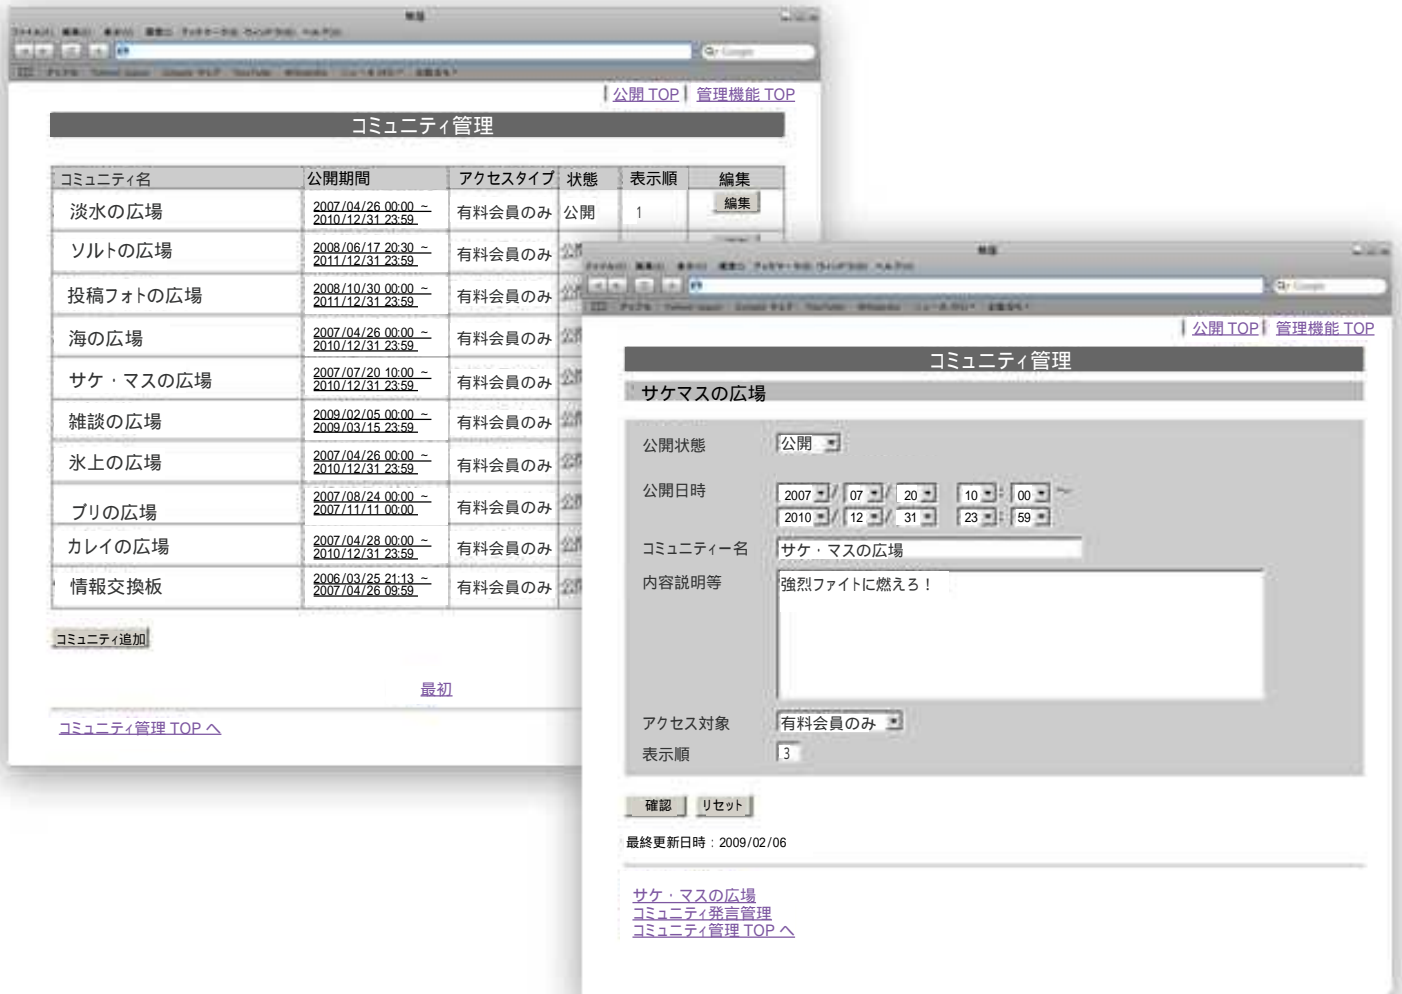 Google
公開 TOP 管理機能 TOP
コミュニティ管理
コミュニティ名 公開期間 アクセスタイプ 状態 表示順 編集
淡水の広場 2007/04/26 00:00 ~ 2010/12/31 23:59 有料会員のみ 公開 1 編集
ソルトの広場 2008/06/17 20:30 ~ 2011/12/31 23:59 有料会員のみ
投稿フォトの広場 2008/10/30 00:00 ~ 2011/12/31 23:59 有料会員のみ
海の広場 2007/04/26 00:00 ~ 2010/12/31 23:59 有料会員のみ
サケ・マスの広場 2007/07/20 10:00 ~ 2010/12/31 23:59 有料会員のみ
雑談の広場 2009/02/05 00:00 ~ 2009/03/15 23:59 有料会員のみ
氷上の広場 2007/04/26 00:00 ~ 2010/12/31 23:59 有料会員のみ
ブリの広場 2007/08/24 00:00 ~ 2007/11/11 00:00 有料会員のみ
カレイの広場 2007/04/28 00:00 ~ 2010/12/31 23:59 有料会員のみ
情報交換板 2006/03/25 21:13 ~ 2007/04/26 09:59 有料会員のみ
コミュニティ追加
最初
コミュニティ管理 TOP へ
Google
公開 TOP 管理機能 TOP
コミュニティ管理
サケマスの広場
公開状態 公開
公開日時 2007 / 07 / 20 10 : 00 ~
2010 / 12 / 31 23 : 59
コミュニティー名 サケ・マスの広場
内容説明等 強烈ファイトに燃えろ！
アクセス対象 有料会員のみ
表示順 3
確認 リセット
最終更新日時：2009/02/06
サケ・マスの広場
コミュニティ発言管理
コミュニティ管理 TOP へ